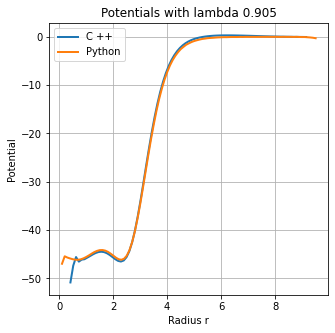 Potentials with lambda 0.905
C ++
Python
0
−10
−20
−30
−40
−50
Potential
0
2
4
6
8
Radius r